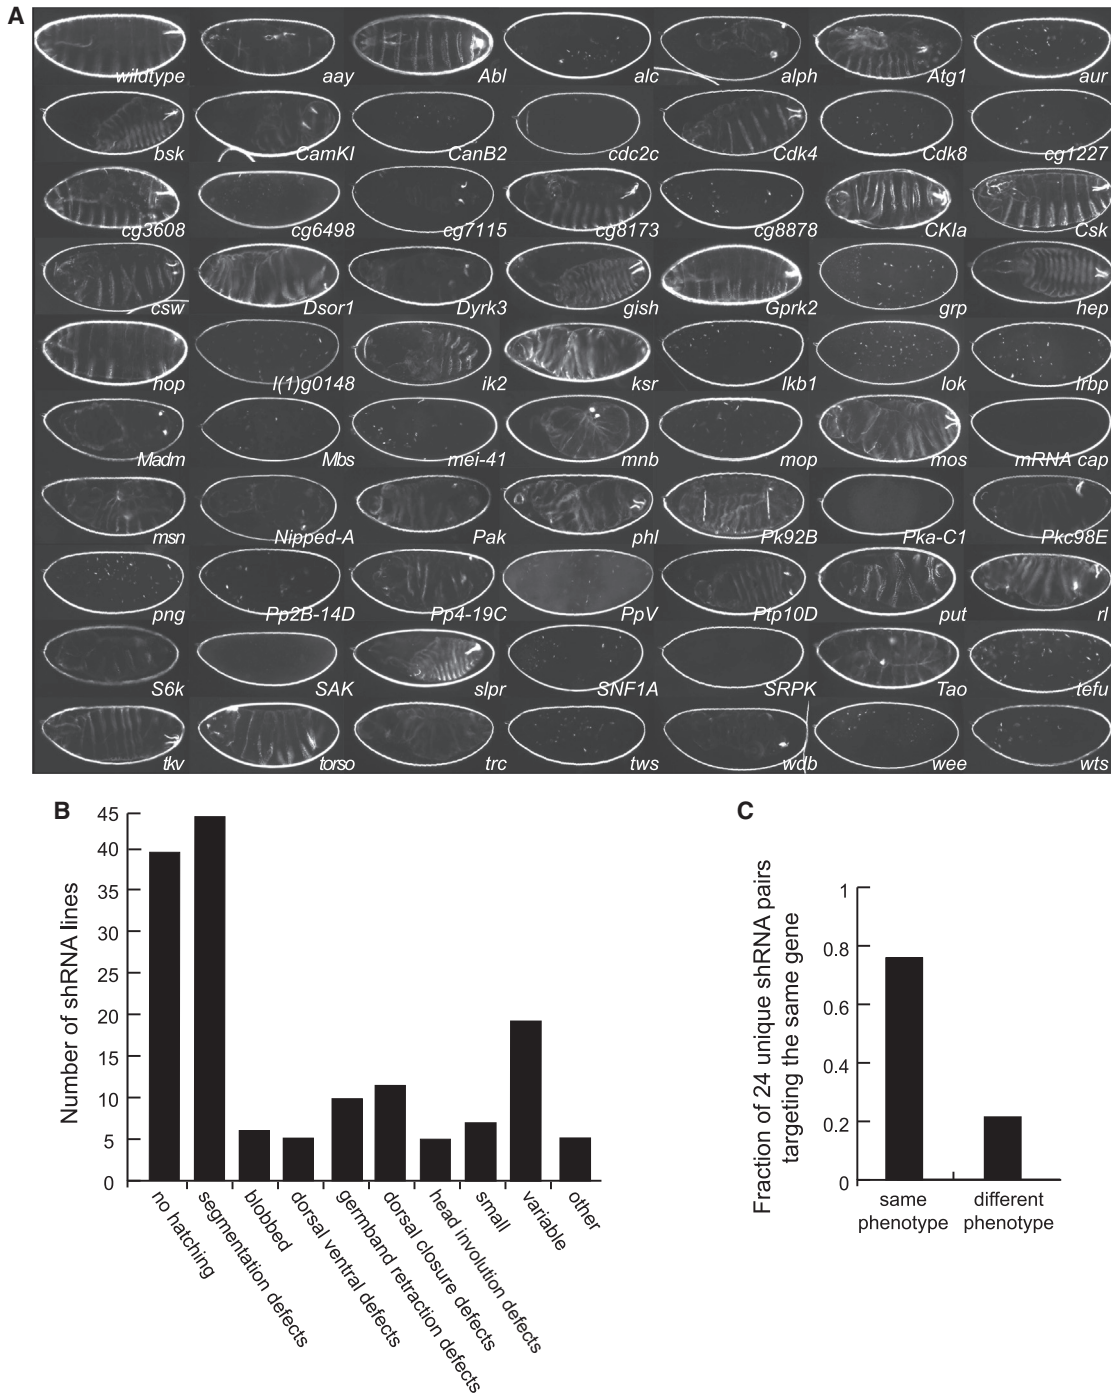 A
wildtype aay Abl alc alph Atg1 aur
bsk CamKI CanB2 cdc2c Cdk4 Cdk8 cg1227
cg3608 cg6498 cg7115 cg8173 cg8878 CKIa Csk
csw Dsor1 Dyrk3 gish Gprk2 grp hep
hop l(1)g0148 ik2 ksr lkb1 lok lrbp
Madm Mbs mei-41 mnb mop mos mRNA cap
msn Nipped-A Pak phl Pk92B Pka-C1 Pkc98E
png Pp2B-14D Pp4-19C PpV Ptp10D put rl
S6k SAK slpr SNF1A SRPK Tao tefu
tkv torso trc tws wdb wee wts
B
Number of shRNA lines
45
40
35
30
25
20
15
10
5
0
no hatching
segmentation defects
blobbed
dorsal ventral defects
germband retraction defects
dorsal closure defects
head involution defects
small
variable
other
C
Fraction of 24 unique shRNA pairs
targeting the same gene
1
0.8
0.6
0.4
0.2
0
same
phenotype
different
phenotype